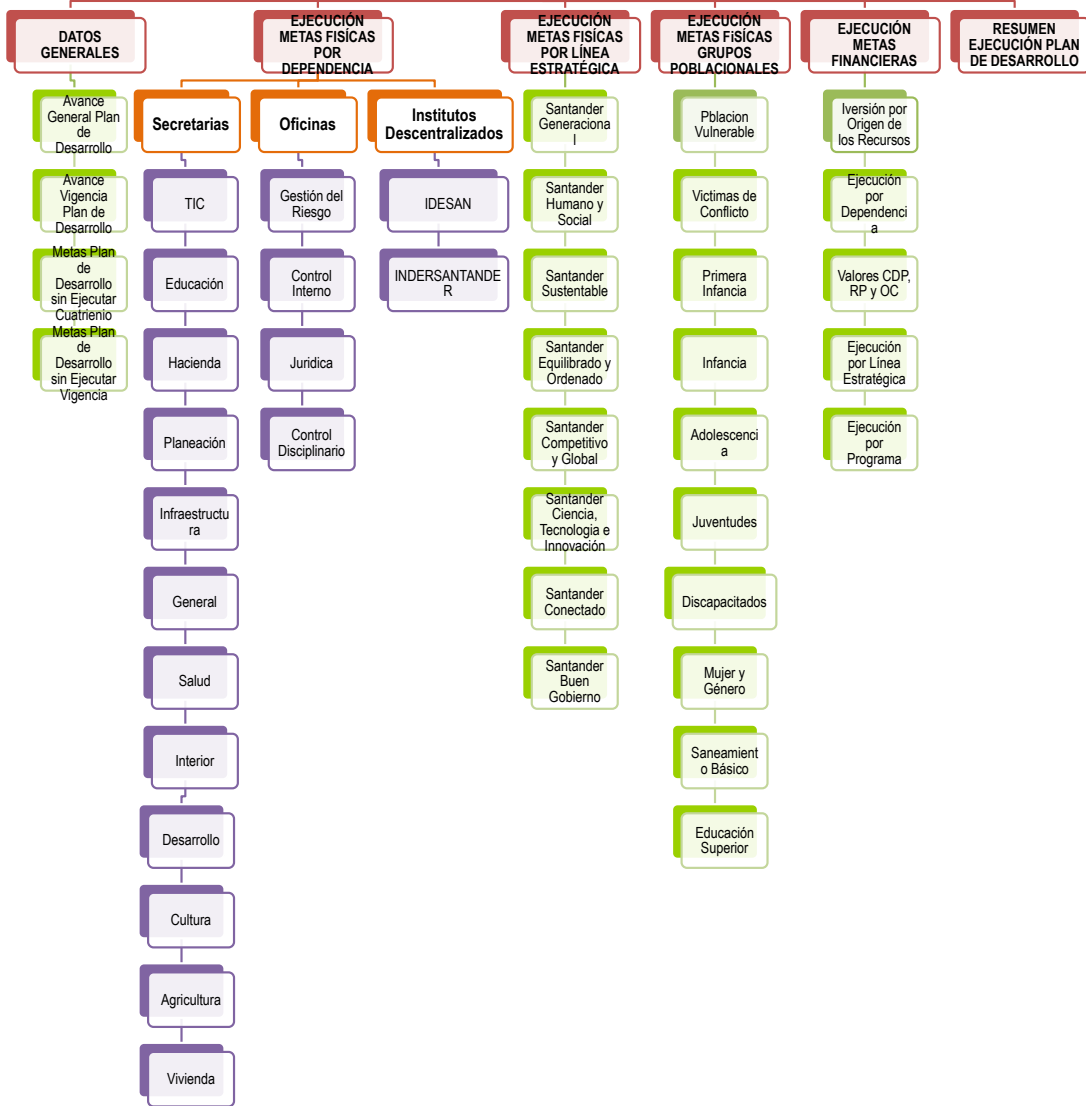 DATOS
GENERALES
Avance
General Plan
de
Desarrollo
Avance
Vigencia
Plan de
Desarrollo
Metas Plan
de
Desarrollo
sin Ejecutar
Cuatrienio
Metas Plan
de
Desarrollo
sin Ejecutar
Vigencia
EJECUCIÓN
METAS FISÍCAS
POR
DEPENDENCIA
Secretarias
TIC
Educación
Hacienda
Planeación
Infraestructu
ra
General
Salud
Interior
Desarrollo
Cultura
Agricultura
Vivienda
Oficinas
Gestión del
Riesgo
Control
Interno
Juridica
Control
Disciplinario
Institutos
Descentralizados
IDESAN
INDERSANTANDE
R
EJECUCIÓN
METAS FISÍCAS
POR LÍNEA
ESTRATÉGICA
Santander
Generaciona
l
Santander
Humano y
Social
Santander
Sustentable
Santander
Equilibrado y
Ordenado
Santander
Competitivo
y Global
Santander
Ciencia,
Tecnologia e
Innovación
Santander
Conectado
Santander
Buen
Gobierno
EJECUCIÓN
METAS FíSÍCAS
GRUPOS
POBLACIONALES
Pblacion
Vulnerable
Victimas de
Conflicto
Primera
Infancia
Infancia
Adolescenci
a
Juventudes
Discapacitados
Mujer y
Género
Saneamient
o Básico
Educación
Superior
EJECUCIÓN
METAS
FINANCIERAS
Iversión por
Origen de
los Recursos
Ejecución
por
Dependenci
a
Valores CDP,
RP y OC
Ejecución
por Línea
Estratégica
Ejecución
por
Programa
RESUMEN
EJECUCIÓN PLAN
DE DESARROLLO